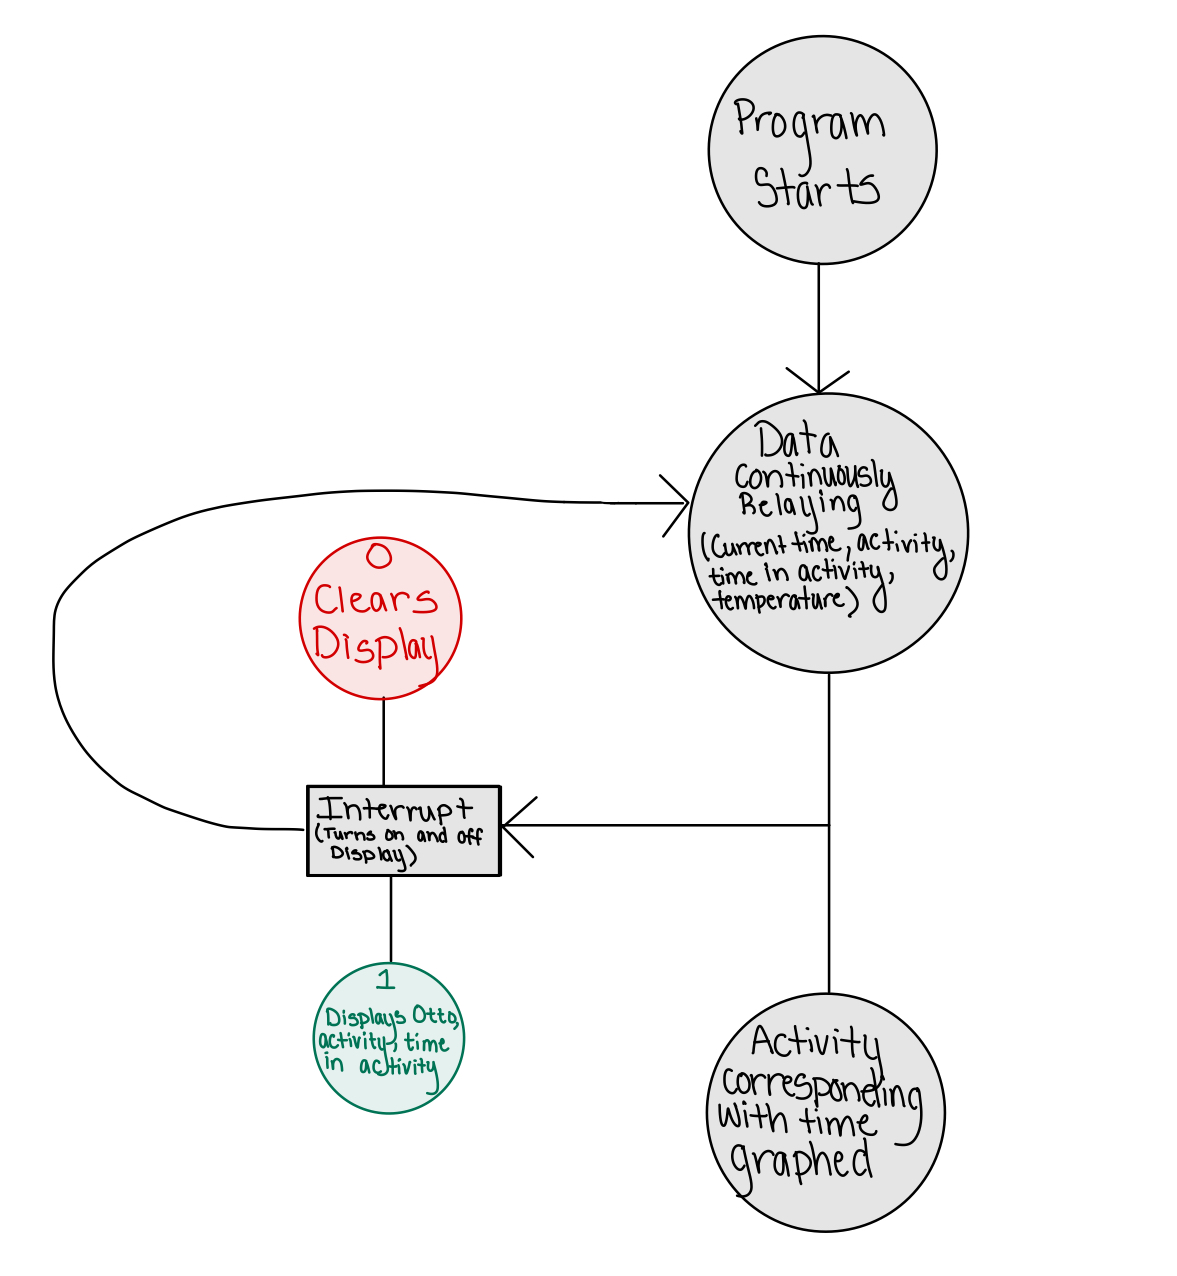 Program
Starts
Data
Continuously
Relaying
(Current time, activity,
time in activity,
temperature)
0
Clears
Display
Interrupt
(Turns on and off
Display)
1
Displays Otto,
activity, time
in activity
Activity
corresponding
with time
graphed